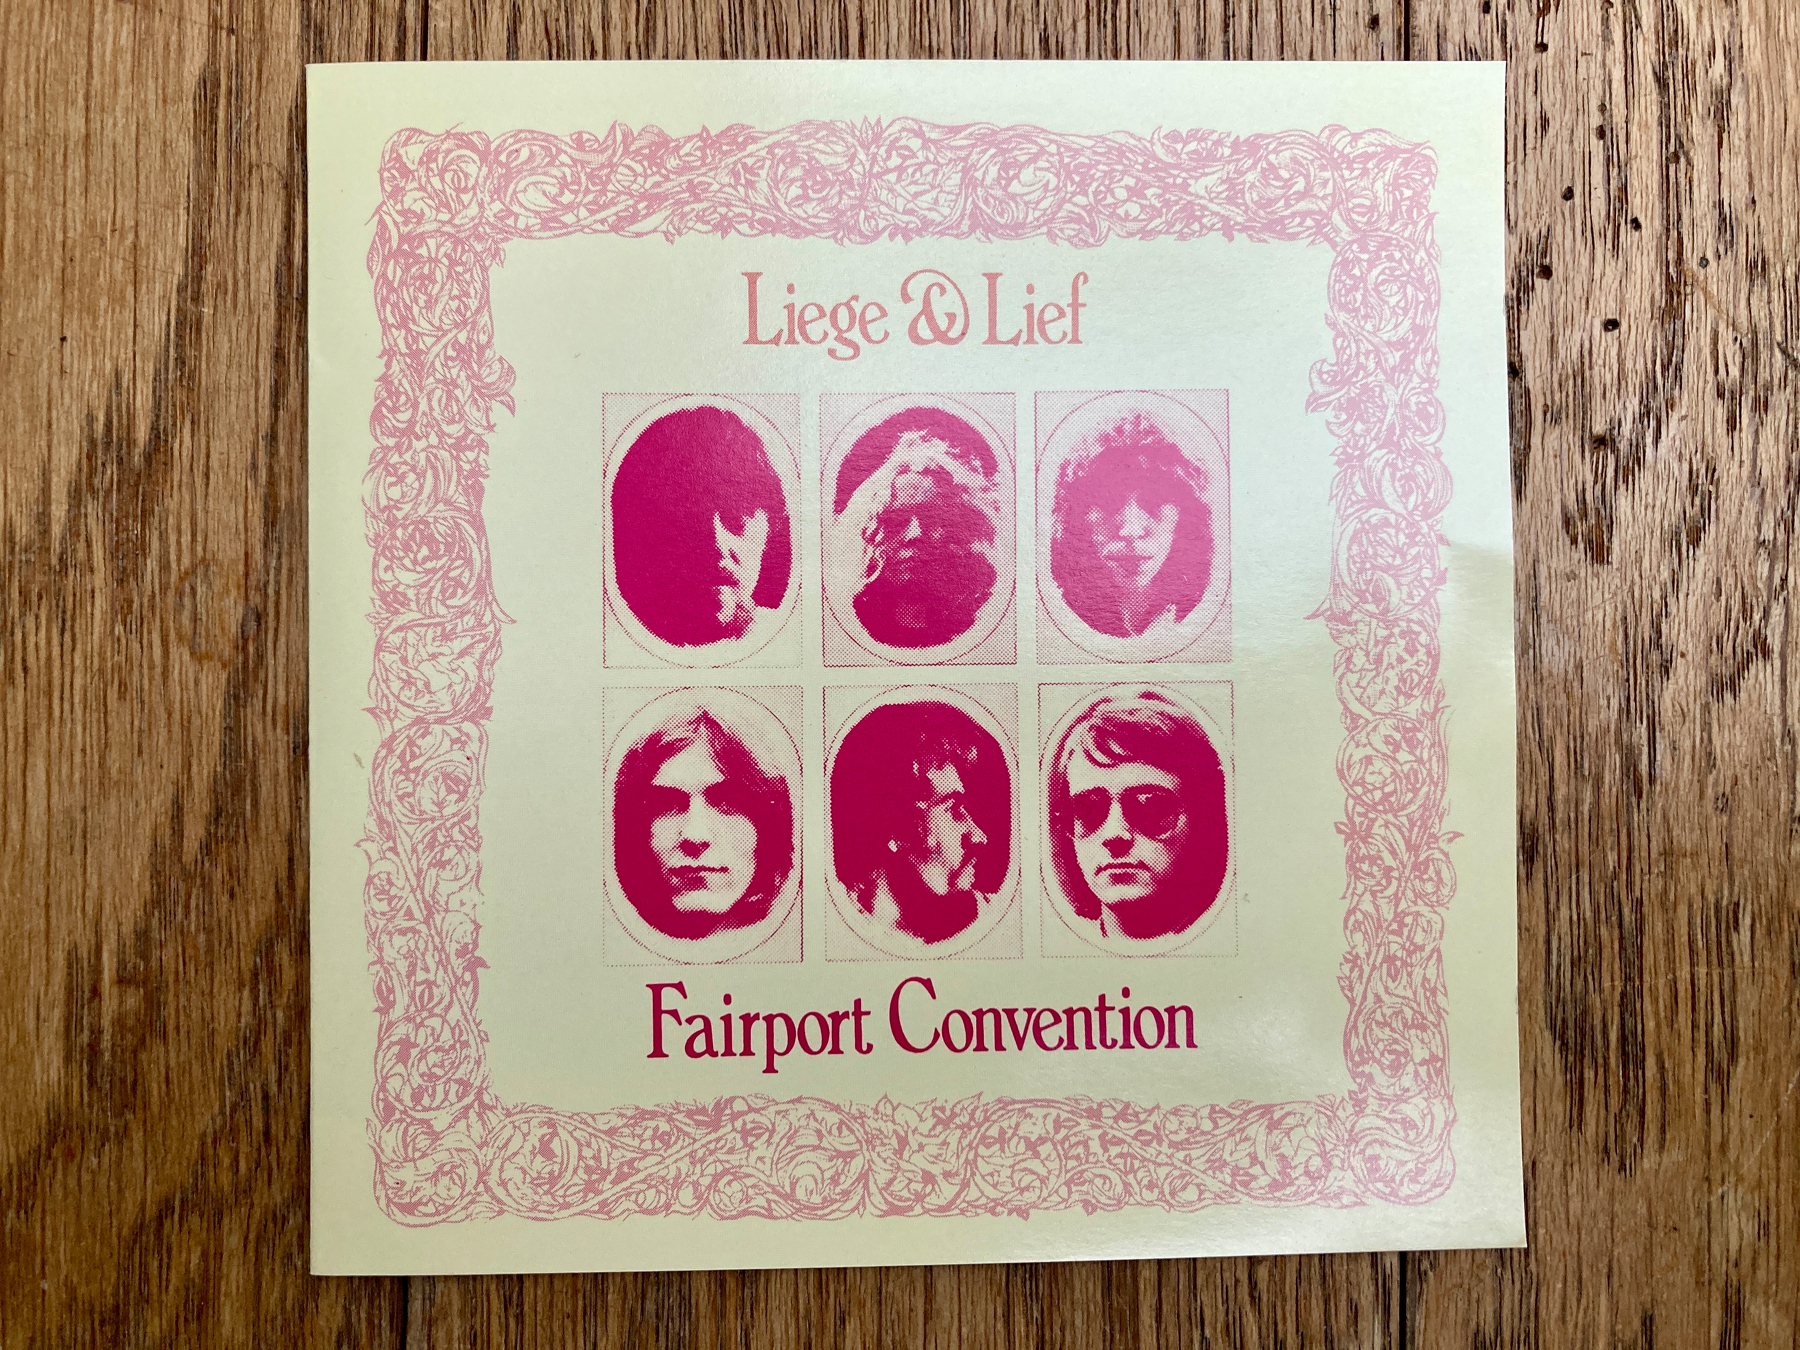 Liege & Lief
Fairport Convention